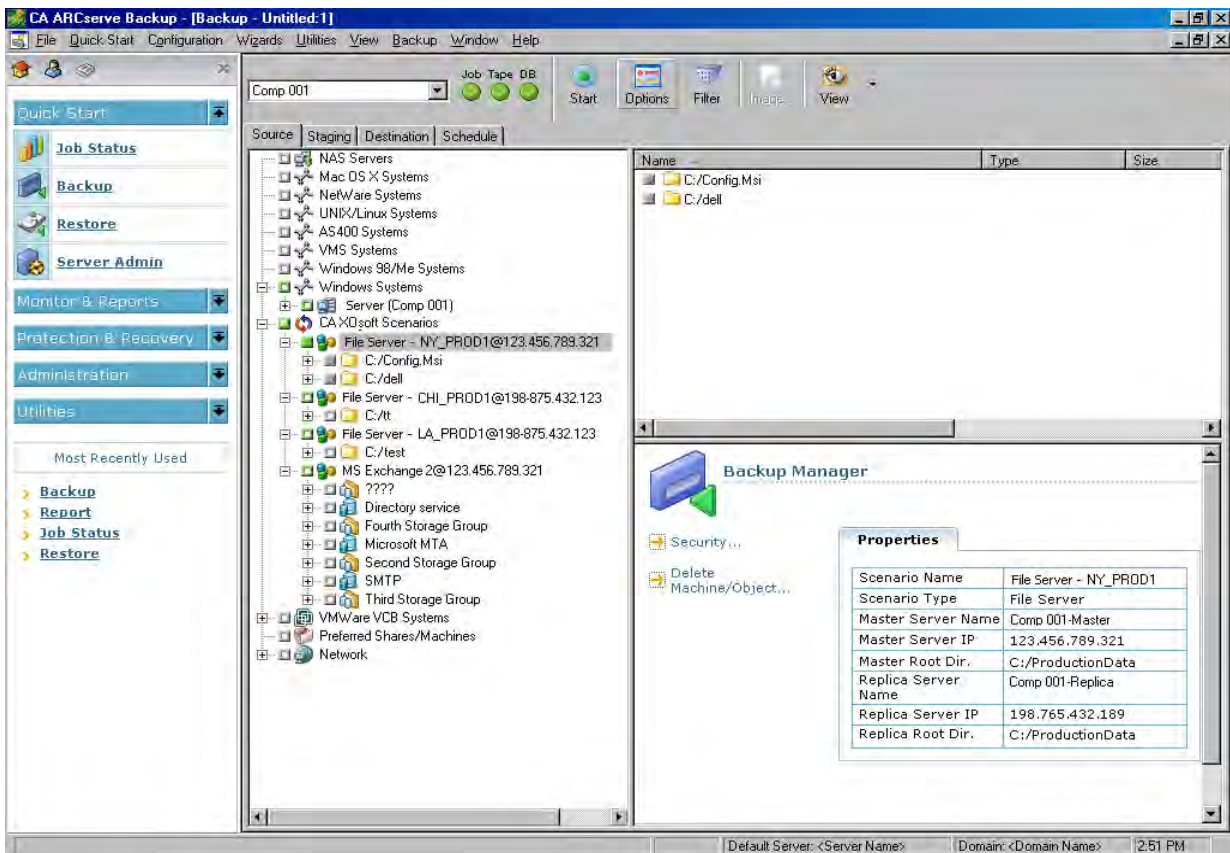 CA ARCserve Backup - [Backup - Untitled:1]
File Quick Start Configuration Wizards Utilities View Backup Window Help
Quick Start
Job Status
Backup
Restore
Server Admin
Monitor & Reports
Protection & Recovery
Administration
Utilities
Most Recently Used
Backup
Report
Job Status
Restore
Comp 001
Job Tape DB
Start
Options
Filter
Image...
View
Source
Staging
Destination
Schedule
NAS Servers
Mac OS X Systems
NetWare Systems
UNIX/Linux Systems
AS400 Systems
VMS Systems
Windows 98/Me Systems
Windows Systems
Server (Comp 001)
CA XOsoft Scenarios
File Server - NY_PROD1@123.456.789.321
C:/Config.Msi
C:/dell
File Server - CHI_PROD1@198-875.432.123
C:/tt
File Server - LA_PROD1@198-875.432.123
C:/test
MS Exchange 2@123.456.789.321
????
Directory service
Fourth Storage Group
Microsoft MTA
Second Storage Group
SMTP
Third Storage Group
VMWare VCB Systems
Preferred Shares/Machines
Network
Name Type Size
C:/Config.Msi
C:/dell
Backup Manager
Security...
Delete
Machine/Object...
Properties
Scenario Name File Server - NY_PROD1
Scenario Type File Server
Master Server Name Comp 001-Master
Master Server IP 123.456.789.321
Master Root Dir. C:/ProductionData
Replica Server
Name Comp 001-Replica
Replica Server IP 198.765.432.189
Replica Root Dir. C:/ProductionData
Default Server: <Server Name> Domain: <Domain Name> 2:51 PM